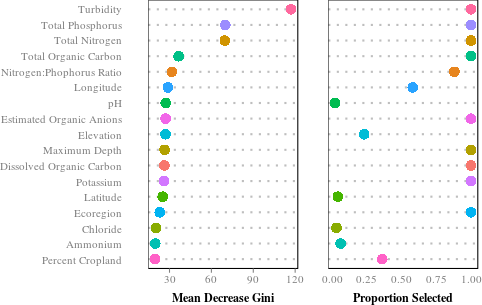 Turbidity
Total Phosphorus
Total Nitrogen
Total Organic Carbon
Nitrogen:Phophorus Ratio
Longitude
pH
Estimated Organic Anions
Elevation
Maximum Depth
Dissolved Organic Carbon
Potassium
Latitude
Ecoregion
Chloride
Ammonium
Percent Cropland
30 60 90 120 0.00 0.25 0.50 0.75 1.00
Mean Decrease Gini Proportion Selected